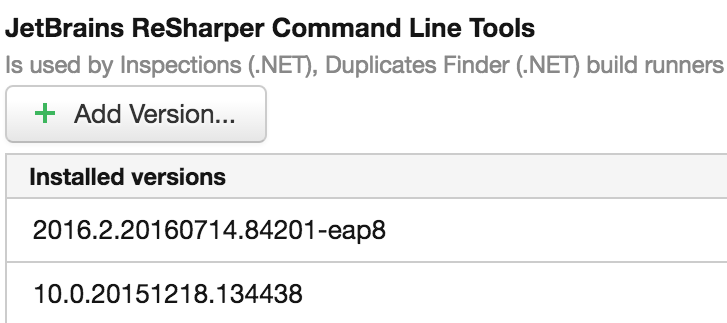 JetBrains ReSharper Command Line Tools
Is used by Inspections (.NET), Duplicates Finder (.NET) build runners
Add Version...
Installed versions
2016.2.20160714.84201-eap8
10.0.20151218.134438